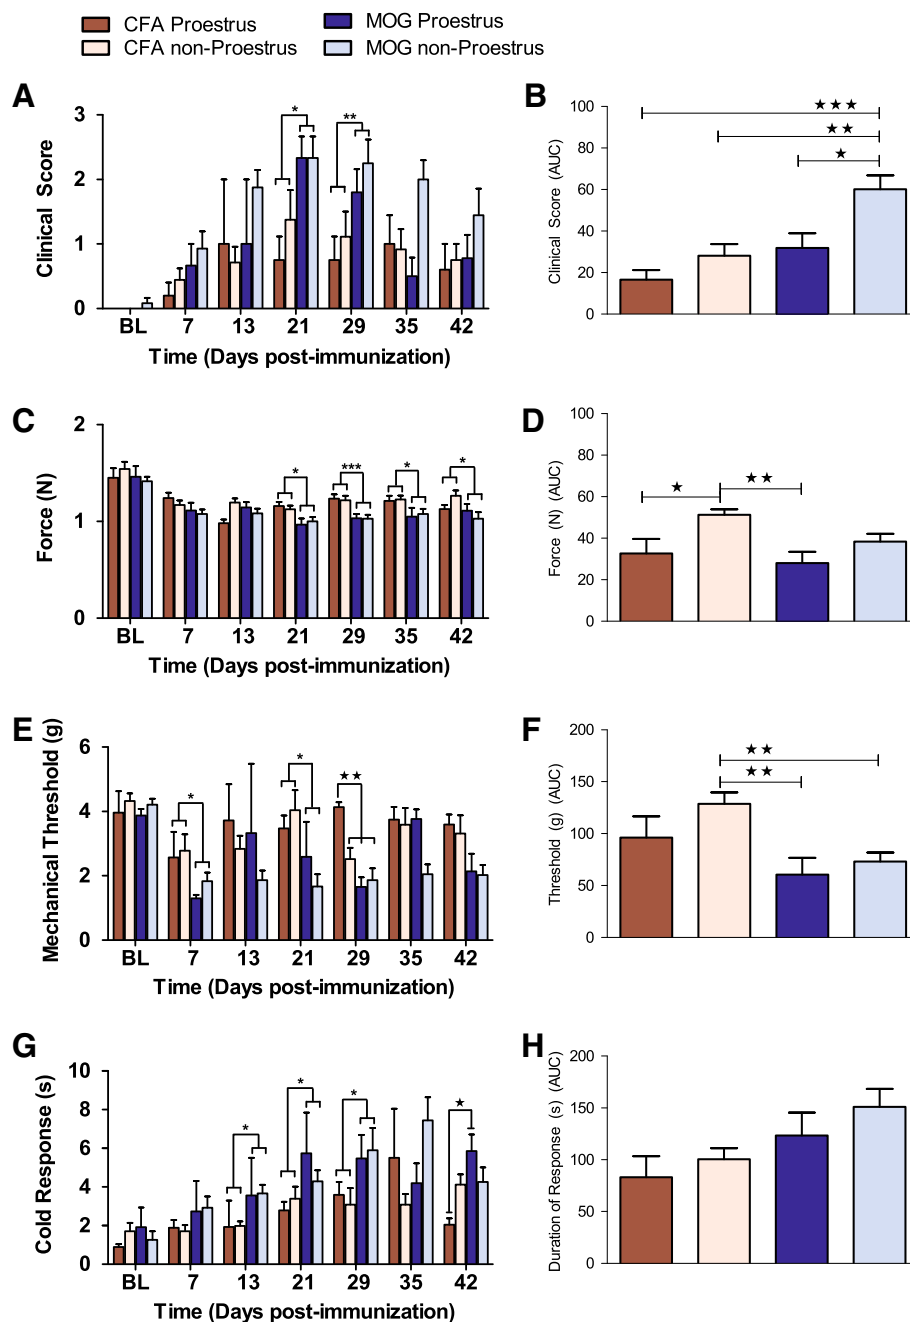 CFA Proestrus
MOG Proestrus
CFA non-Proestrus
MOG non-Proestrus
A
Clinical Score
3
2
1
0
*
**
BL 7 13 21 29 35 42
Time (Days post-immunization)
B
Clinical Score (AUC)
100
80
60
40
20
0
★★★
★★
★
C
Force (N)
2
1
0
*
***
*
*
BL 7 13 21 29 35 42
Time (Days post-immunization)
D
Force (N) (AUC)
100
80
60
40
20
0
★
★★
E
Mechanical Threshold (g)
6
4
2
0
*
*
★★
BL 7 13 21 29 35 42
Time (Days post-immunization)
F
Threshold (g) (AUC)
200
150
100
50
0
★★
★★
G
Cold Response (s)
10
8
6
4
2
0
*
*
*
★
BL 7 13 21 29 35 42
Time (Days post-immunization)
H
Duration of Response (s) (AUC)
200
150
100
50
0